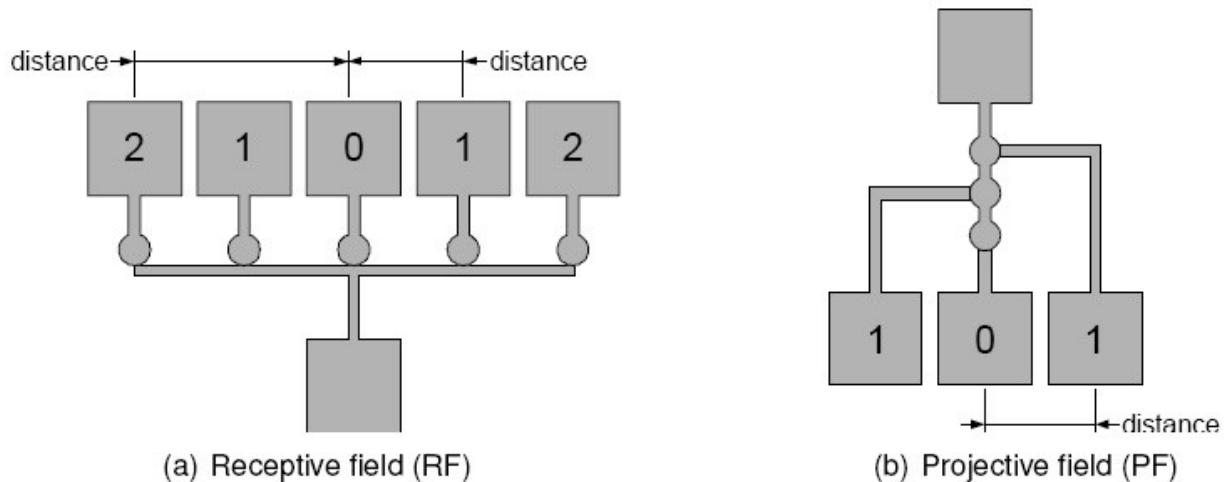 distance distance
2 1 0 1 2
1 0 1
distance
(a) Receptive field (RF)
(b) Projective field (PF)